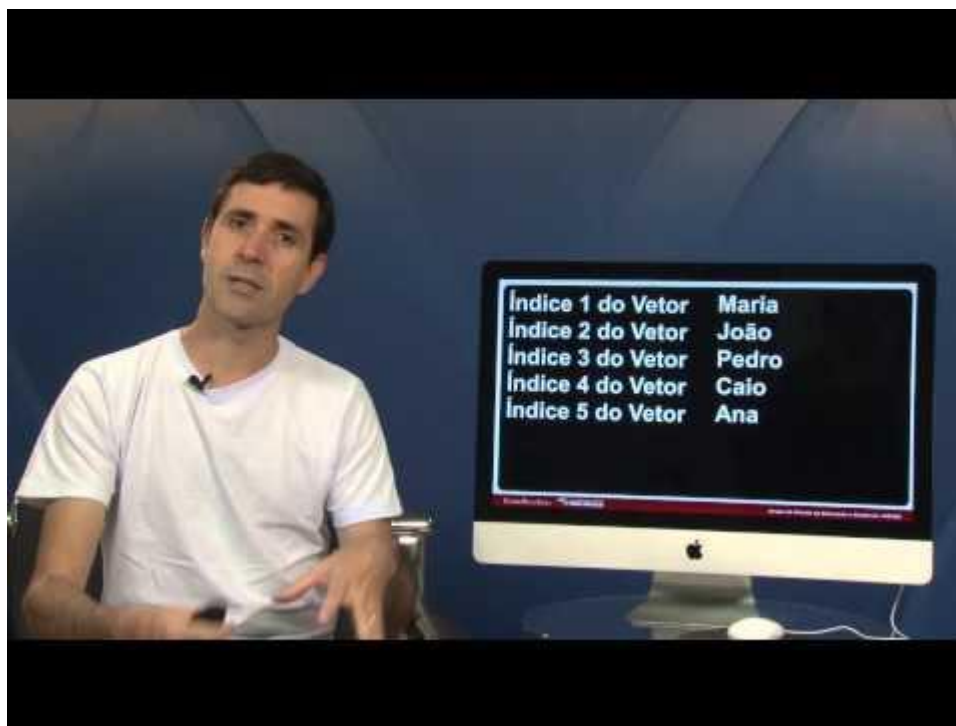 Índice 1 do Vetor Maria
Índice 2 do Vetor João
Índice 3 do Vetor Pedro
Índice 4 do Vetor Caio
Índice 5 do Vetor Ana